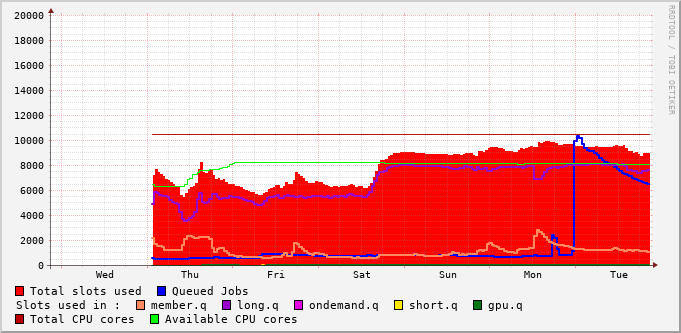 20000
18000
16000
14000
12000
10000
8000
6000
4000
2000
0
Wed Thu Fri Sat Sun Mon Tue
RRDTOOL / TOBI OETIKER
Total slots used Queued Jobs
Slots used in : member.q long.q ondemand.q short.q gpu.q
Total CPU cores Available CPU cores